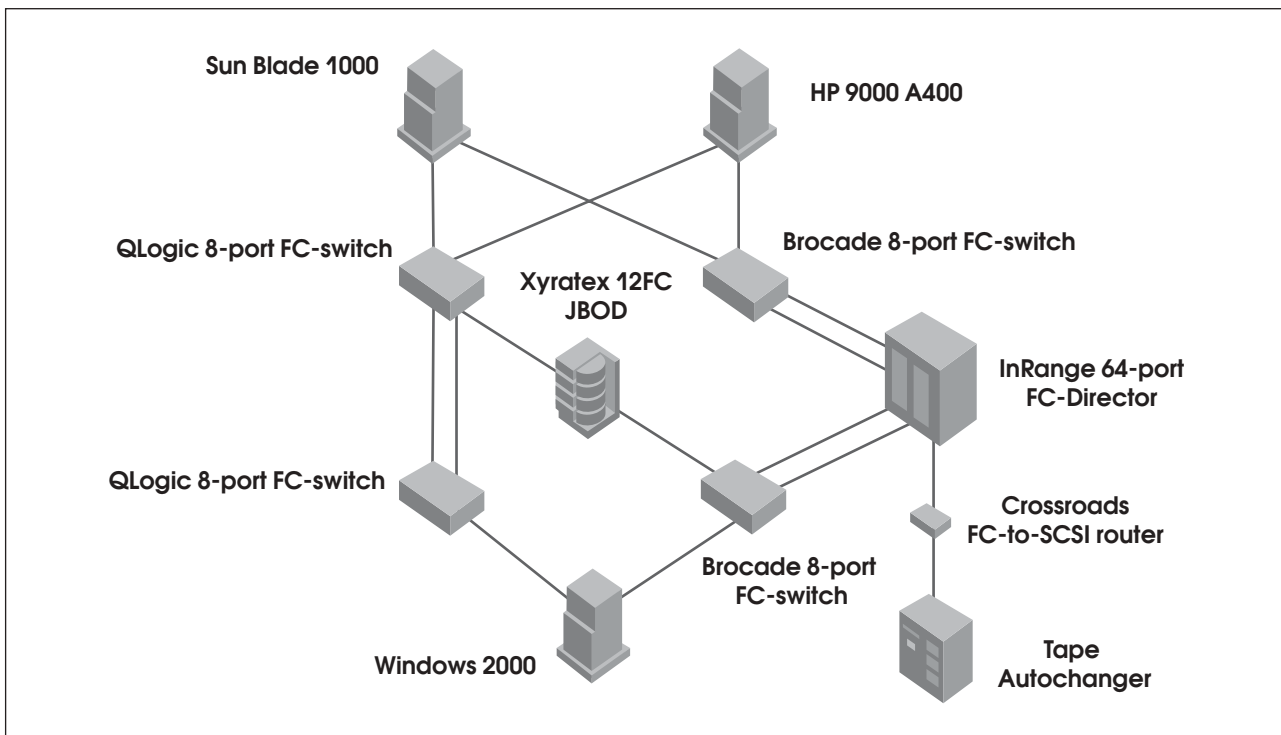 Sun Blade 1000
HP 9000 A400
QLogic 8-port FC-switch
Brocade 8-port FC-switch
Xyratex 12FC
JBOD
InRange 64-port
FC-Director
QLogic 8-port FC-switch
Crossroads
FC-to-SCSI router
Brocade 8-port
FC-switch
Windows 2000
Tape
Autochanger